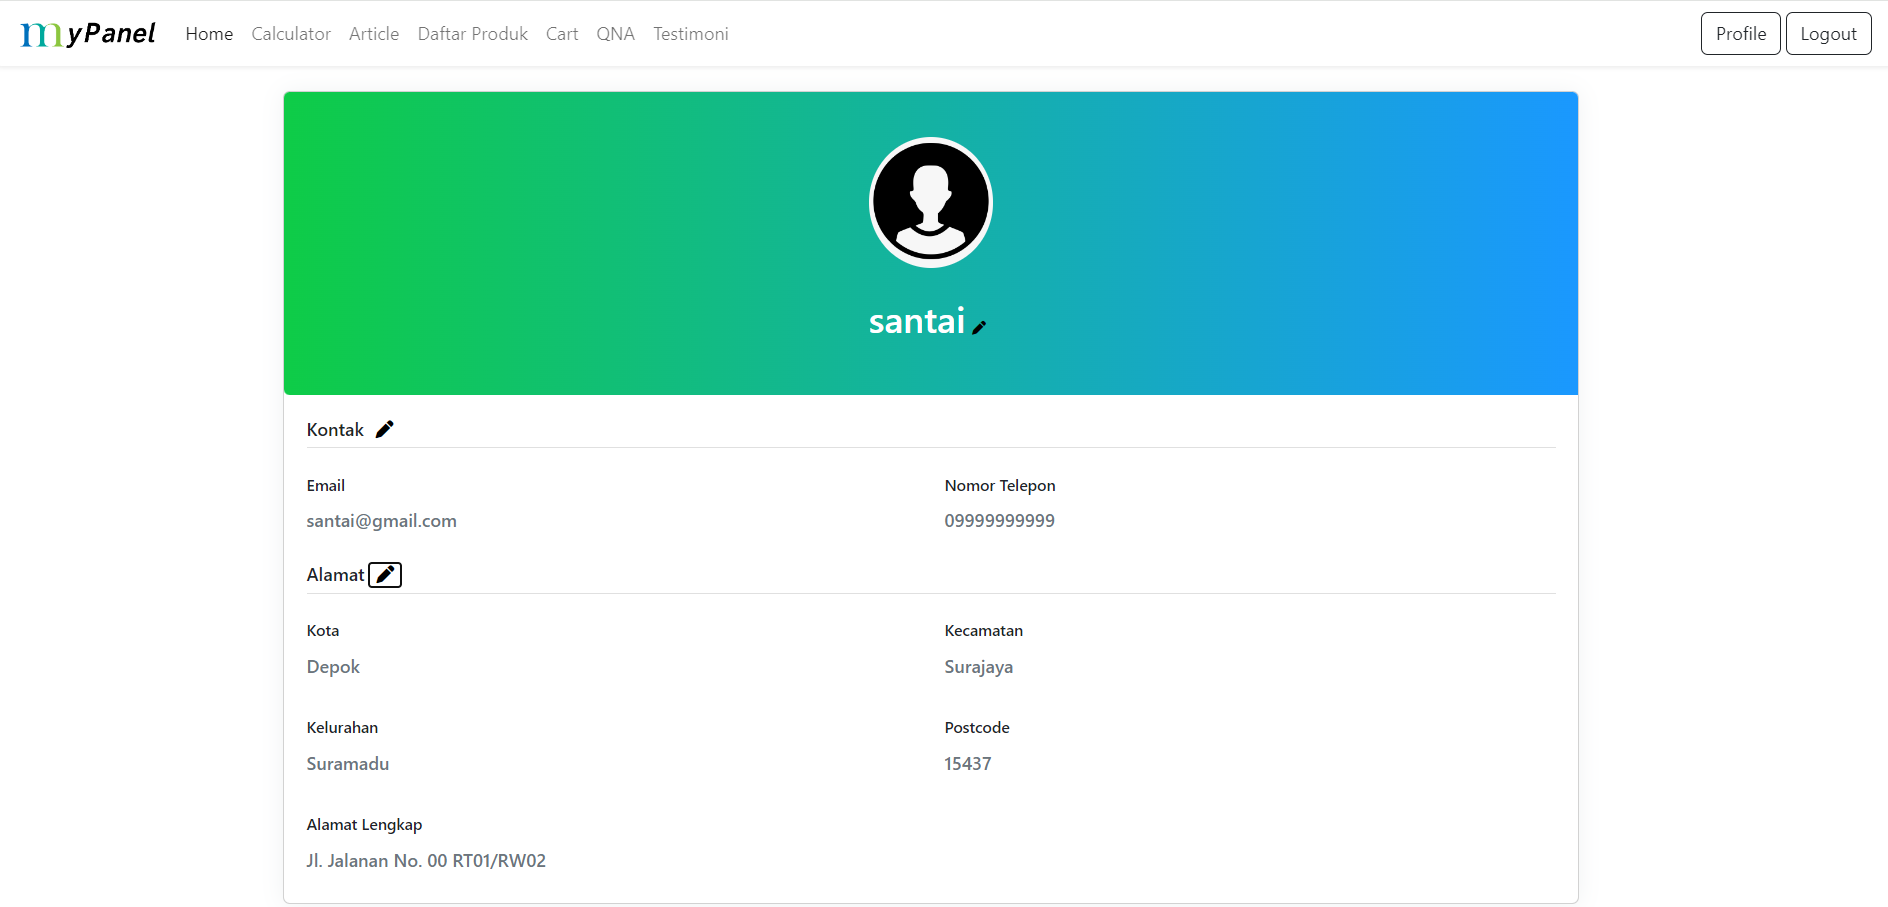 myPanel Home Calculator Article Daftar Produk Cart QNA Testimoni Profile Logout
santai
Kontak
Email Nomor Telepon
santai@gmail.com 09999999999
Alamat
Kota Kecamatan
Depok Surajaya
Kelurahan Postcode
Suramadu 15437
Alamat Lengkap
Jl. Jalanan No. 00 RT01/RW02